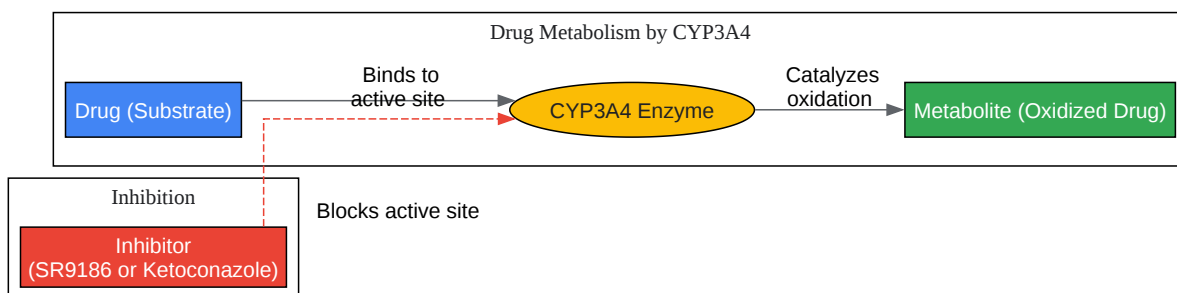 Drug Metabolism by CYP3A4
Drug (Substrate)
Binds to
active site
CYP3A4 Enzyme
Catalyzes
oxidation
Metabolite (Oxidized Drug)
Inhibition
Blocks active site
Inhibitor
(SR9186 or Ketoconazole)